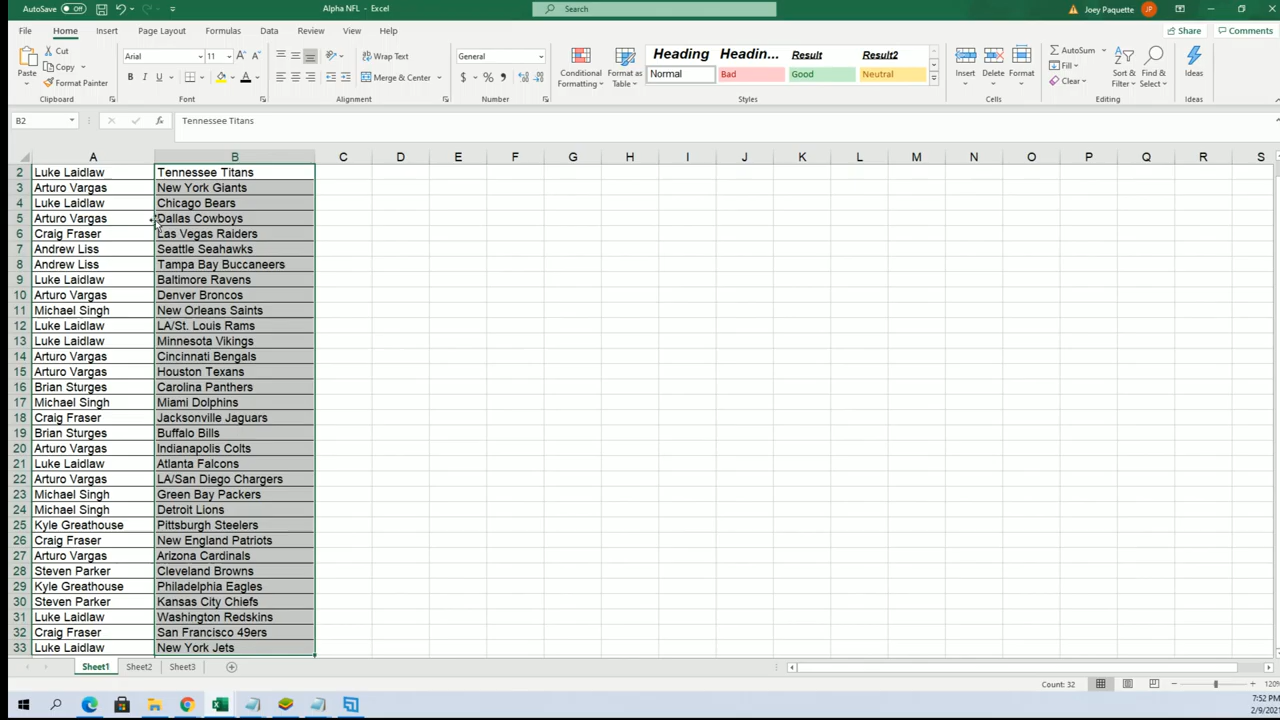 AutoSave Off Alpha NFL - Excel Search Joey Paquette JP
File Home Insert Page Layout Formulas Data Review View Help Share Comments
Paste Cut Copy Format Painter Clipboard
Arial 11 B I U A Font
Wrap Text Merge & Center Alignment
General $ % , Number
Conditional Formatting Format as Table
Heading Headin... Result Result2
Normal Bad Good Neutral
Styles
Insert Delete Format Cells
AutoSum Fill Clear Sort & Filter Find & Select Editing
Ideas Ideas
B2 fx Tennessee Titans
A B C D E F G H I J K L M N O P Q R S
2 Luke Laidlaw Tennessee Titans
3 Arturo Vargas New York Giants
4 Luke Laidlaw Chicago Bears
5 Arturo Vargas Dallas Cowboys
6 Craig Fraser Las Vegas Raiders
7 Andrew Liss Seattle Seahawks
8 Andrew Liss Tampa Bay Buccaneers
9 Luke Laidlaw Baltimore Ravens
10 Arturo Vargas Denver Broncos
11 Michael Singh New Orleans Saints
12 Luke Laidlaw LA/St. Louis Rams
13 Luke Laidlaw Minnesota Vikings
14 Arturo Vargas Cincinnati Bengals
15 Arturo Vargas Houston Texans
16 Brian Sturges Carolina Panthers
17 Michael Singh Miami Dolphins
18 Craig Fraser Jacksonville Jaguars
19 Brian Sturges Buffalo Bills
20 Arturo Vargas Indianapolis Colts
21 Luke Laidlaw Atlanta Falcons
22 Arturo Vargas LA/San Diego Chargers
23 Michael Singh Green Bay Packers
24 Michael Singh Detroit Lions
25 Kyle Greathouse Pittsburgh Steelers
26 Craig Fraser New England Patriots
27 Arturo Vargas Arizona Cardinals
28 Steven Parker Cleveland Browns
29 Kyle Greathouse Philadelphia Eagles
30 Steven Parker Kansas City Chiefs
31 Luke Laidlaw Washington Redskins
32 Craig Fraser San Francisco 49ers
33 Luke Laidlaw New York Jets
Sheet1 Sheet2 Sheet3
Count: 32 120%
7:52 PM
2/9/2021